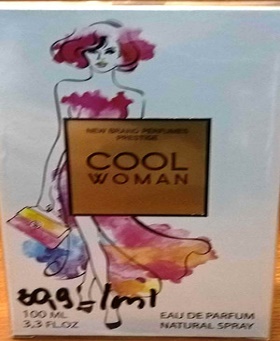 NEW BRAND PERFUMES
PRESTIGE
COOL
WOMAN
100 ML
3,3 FL.OZ
EAU DE PARFUM
NATURAL SPRAY